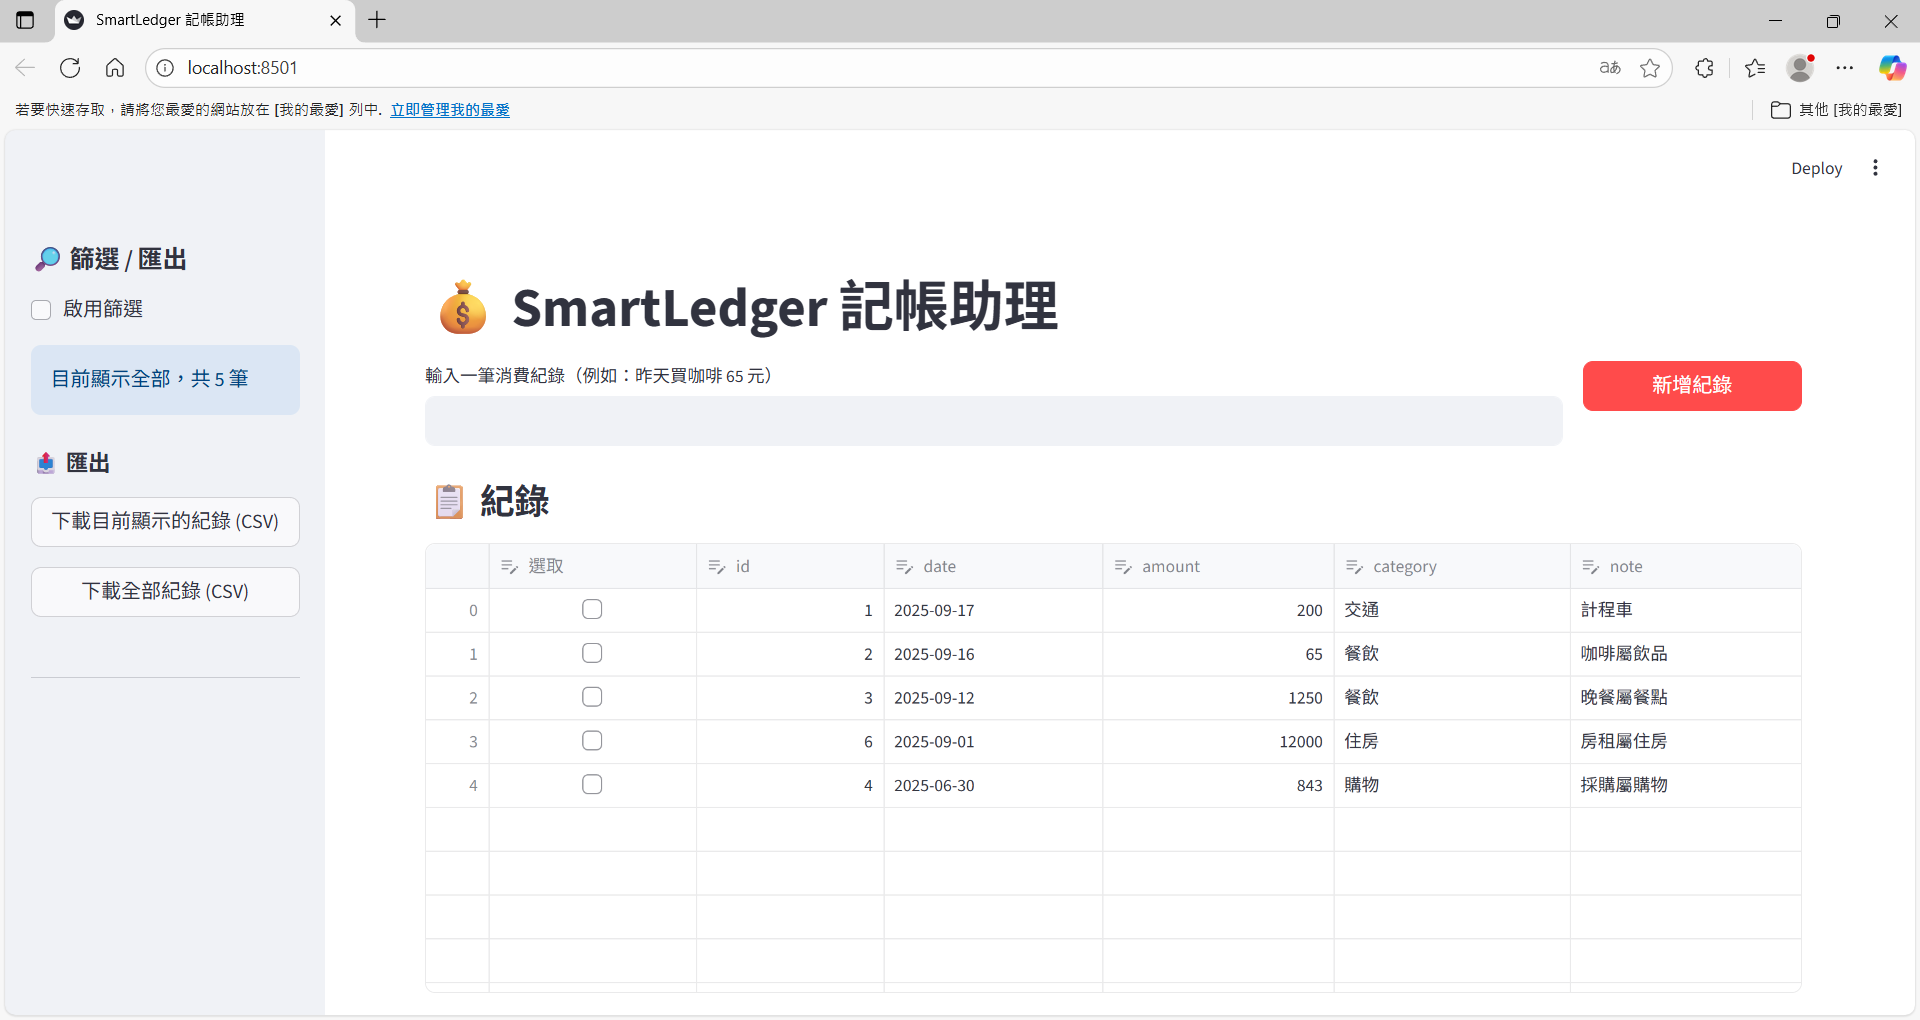 SmartLedger 記帳助理
localhost:8501
若要快速存取，請將您最愛的網站放在 [我的最愛] 列中. 立即管理我的最愛
其他 [我的最愛]
Deploy
篩選 / 匯出
啟用篩選
目前顯示全部，共 5 筆
匯出
下載目前顯示的紀錄 (CSV)
下載全部紀錄 (CSV)
SmartLedger 記帳助理
輸入一筆消費紀錄（例如：昨天買咖啡 65 元）
新增紀錄
紀錄
選取 id date amount category note
0 1 2025-09-17 200 交通 計程車
1 2 2025-09-16 65 餐飲 咖啡屬飲品
2 3 2025-09-12 1250 餐飲 晚餐屬餐點
3 6 2025-09-01 12000 住房 房租屬住房
4 4 2025-06-30 843 購物 採購屬購物